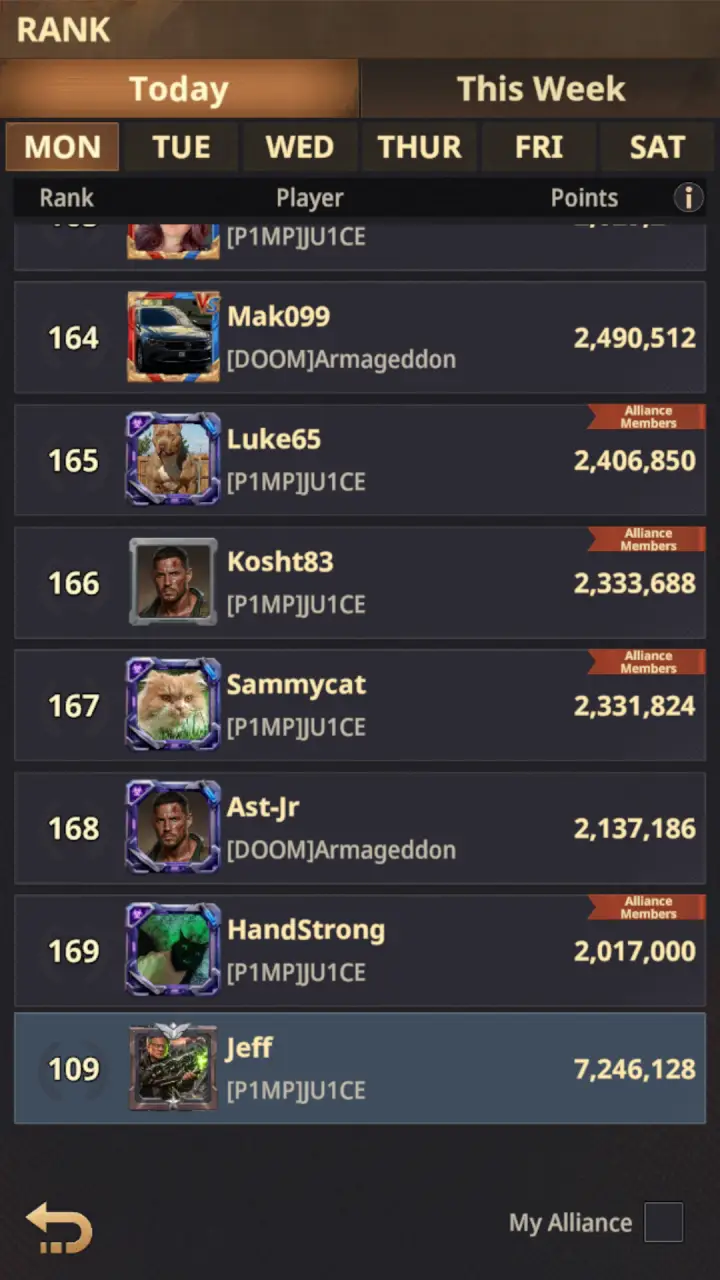 RANK
Today
This Week
MON
TUE
WED
THUR
FRI
SAT
Rank
Player
Points
[P1MP]JU1CE
164
Mak099
[DOOM]Armageddon
2,490,512
Alliance
Members
165
Luke65
[P1MP]JU1CE
2,406,850
Alliance
Members
166
Kosht83
[P1MP]JU1CE
2,333,688
Alliance
Members
167
Sammycat
[P1MP]JU1CE
2,331,824
168
Ast-Jr
[DOOM]Armageddon
2,137,186
Alliance
Members
169
HandStrong
[P1MP]JU1CE
2,017,000
109
Jeff
[P1MP]JU1CE
7,246,128
My Alliance